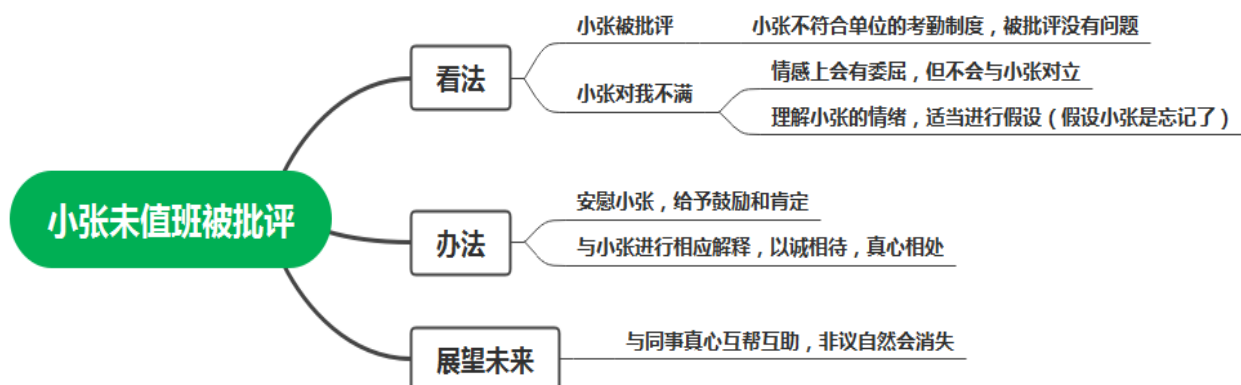 小张未值班被批评
看法
小张被批评
小张不符合单位的考勤制度，被批评没有问题
小张对我不满
情感上会有委屈，但不会与小张对立
理解小张的情绪，适当进行假设（假设小张是忘记了）
办法
安慰小张，给予鼓励和肯定
与小张进行相应解释，以诚相待，真心相处
展望未来
与同事真心互帮互助，非议自然会消失